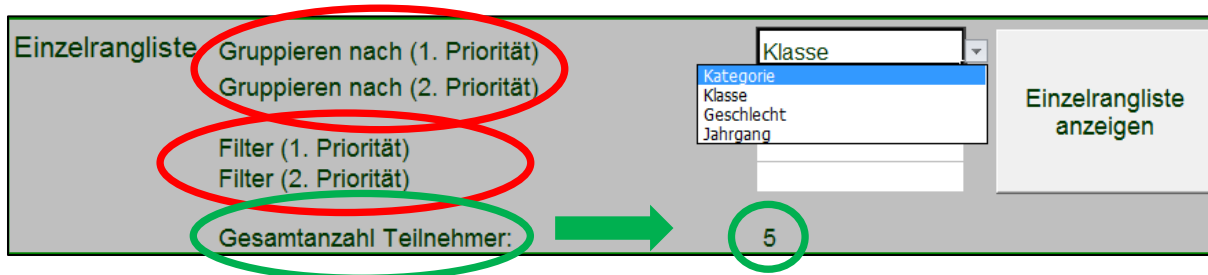 Einzelrangliste Gruppieren nach (1. Priorität) Klasse
Gruppieren nach (2. Priorität)
Kategorie
Klasse
Geschlecht
Jahrgang
Filter (1. Priorität)
Filter (2. Priorität)
Gesamtanzahl Teilnehmer: 5
Einzelrangliste
anzeigen